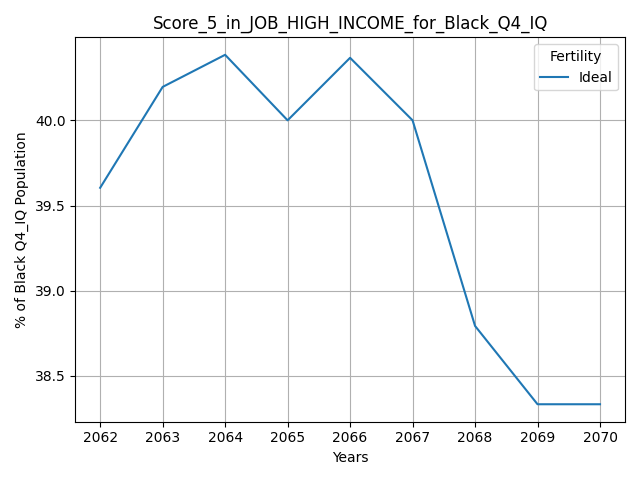 Score_5_in_JOB_HIGH_INCOME_for_Black_Q4_IQ
Fertility
Ideal
% of Black Q4_IQ Population
40.0
39.5
39.0
38.5
2062 2063 2064 2065 2066 2067 2068 2069 2070
Years